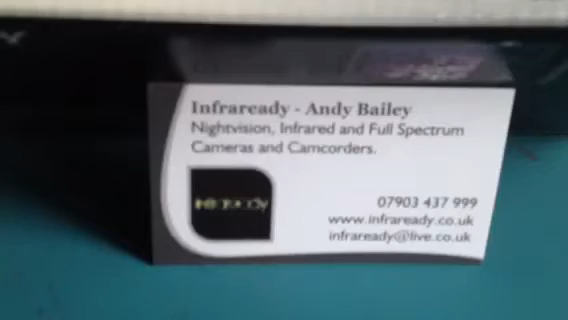 Infraready - Andy Bailey
Nightvision, Infrared and Full Spectrum
Cameras and Camcorders.
07903 437 999
www.infraready.co.uk
infraready@live.co.uk